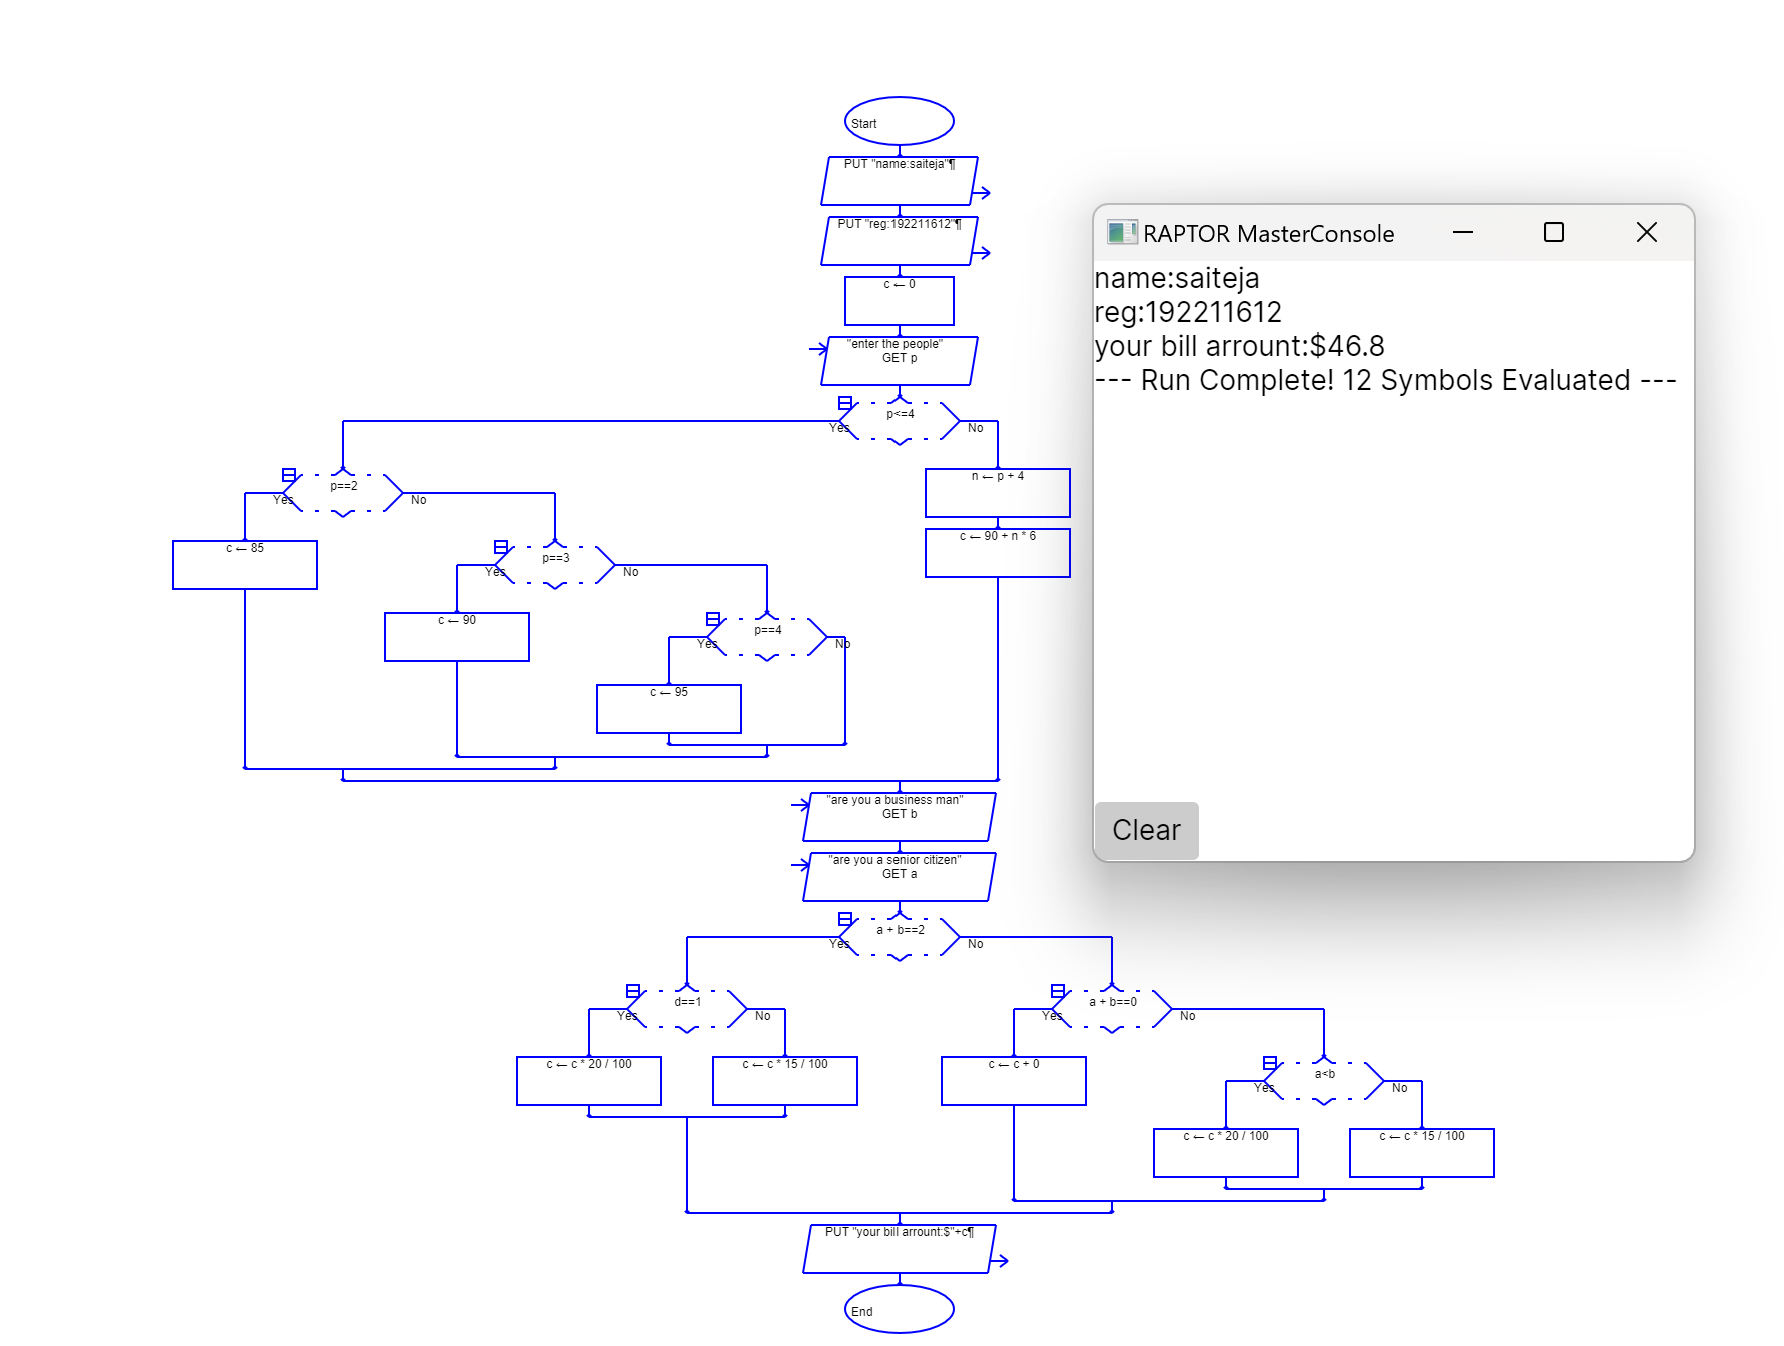 Start
PUT "name:saiteja"¶
PUT "reg:192211612"¶
c ← 0
"enter the people"
GET p
p<=4
Yes
No
p==2
Yes
No
n ← p + 4
c ← 90 + n * 6
c ← 85
p==3
Yes
No
c ← 90
p==4
Yes
No
c ← 95
"are you a business man"
GET b
"are you a senior citizen"
GET a
a + b==2
Yes
No
d==1
Yes
No
a + b==0
Yes
No
c ← c * 20 / 100
c ← c * 15 / 100
c ← c + 0
a<b
Yes
No
c ← c * 20 / 100
c ← c * 15 / 100
PUT "your bill arrount:$"+c¶
End
RAPTOR MasterConsole
name:saiteja
reg:192211612
your bill arrount:$46.8
--- Run Complete! 12 Symbols Evaluated ---
Clear